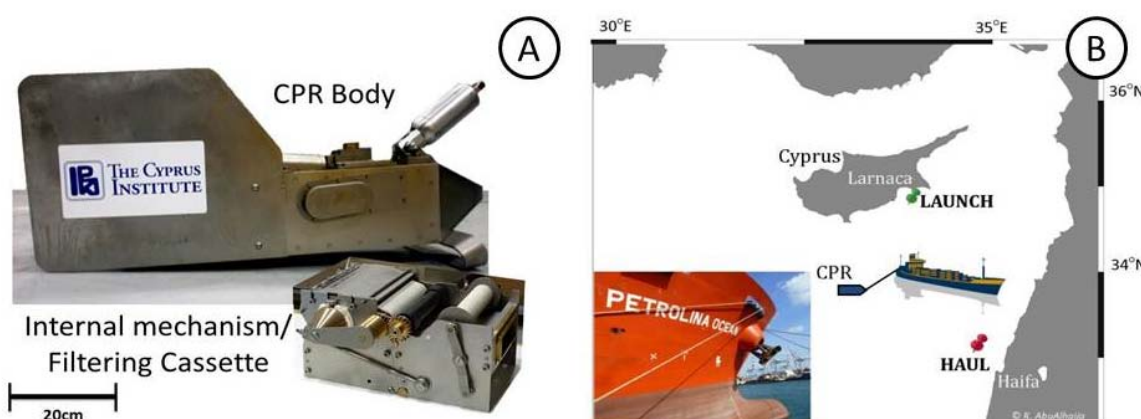 A
CPR Body
THE CYPRUS
INSTITUTE
Internal mechanism/
Filtering Cassette
20cm
30°E
35°E
B
36°N
Cyprus
Larnaca
LAUNCH
34°N
CPR
PETROLINA OCEAN
HAUL
Haifa
© K. AbuAlhaija